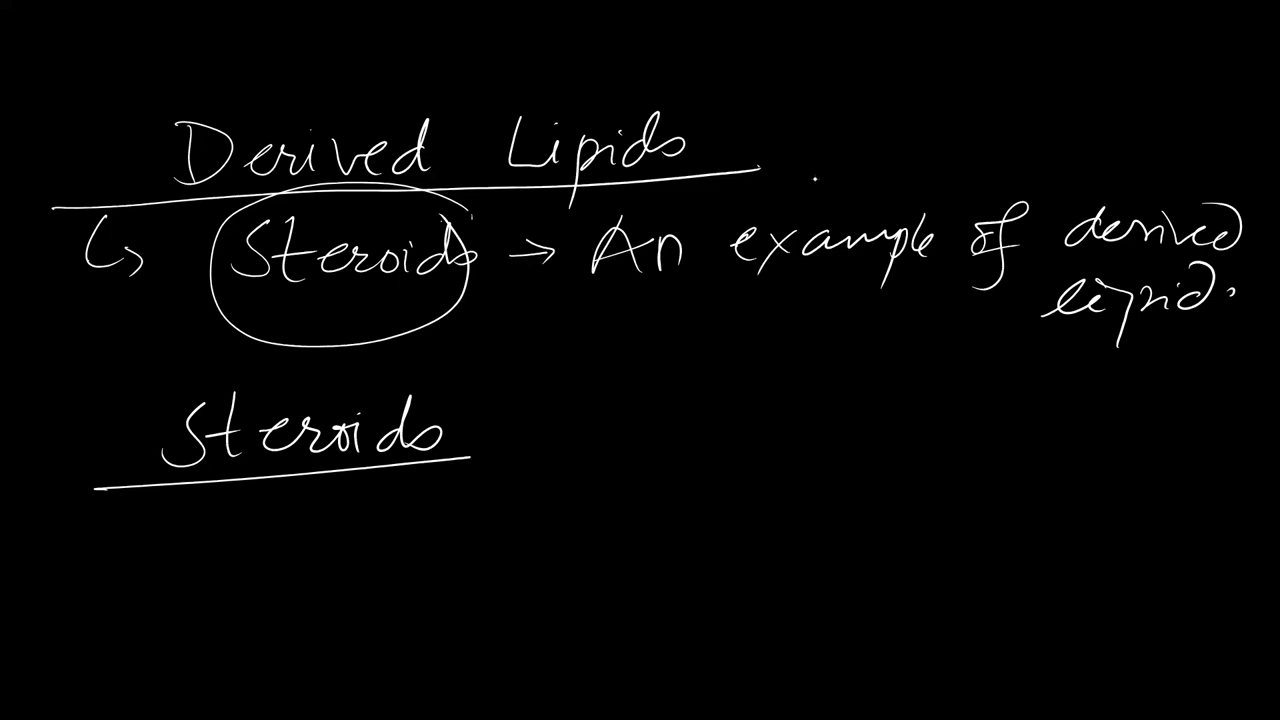 Derived Lipids
↳ Steroids → An example of derived
lipid.
Steroids